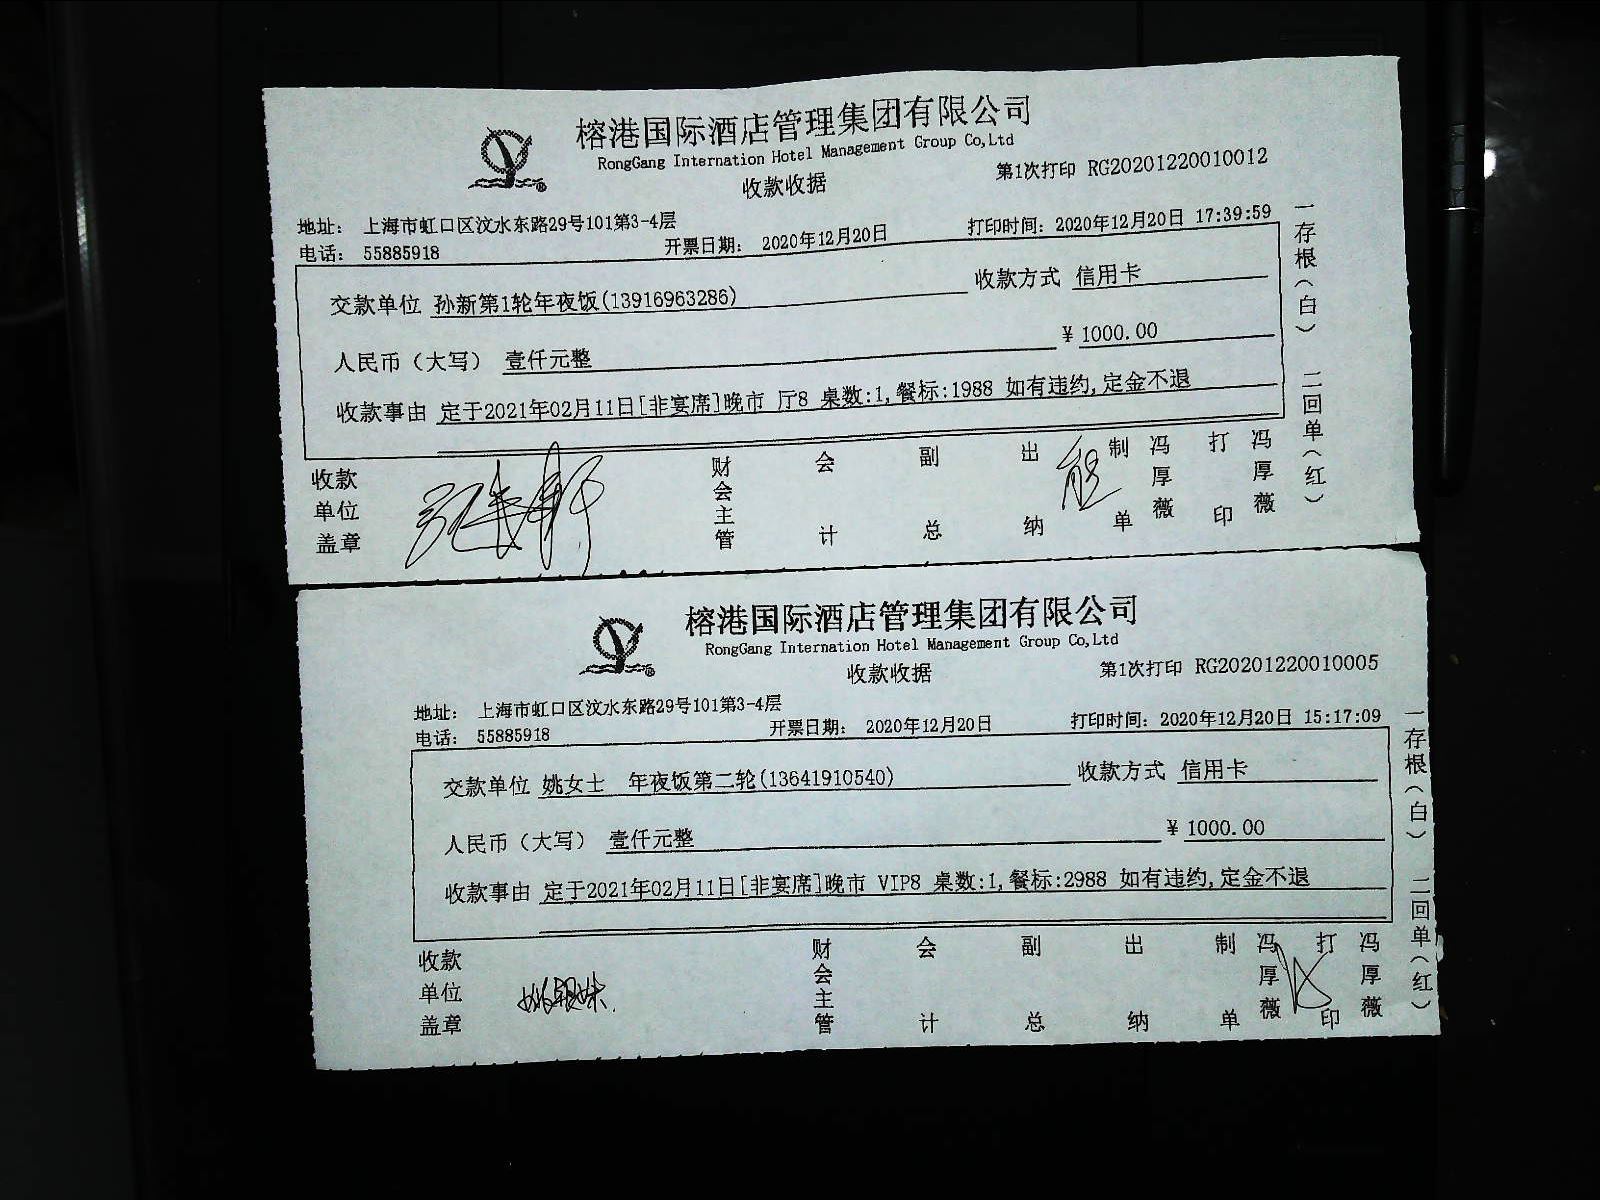 榕港国际酒店管理集团有限公司
RongGang Internation Hotel Management Group Co,Ltd
收款收据
第1次打印 RG20201220010012
地址: 上海市虹口区汶水东路29号101第3-4层
电话: 55885918
开票日期: 2020年12月20日
打印时间: 2020年12月20日 17:39:59
交款单位 孙新第1轮年夜饭(13916963286)
收款方式 信用卡
人民币（大写） 壹仟元整
¥ 1000.00
收款事由 定于2021年02月11日[非宴席]晚市 厅8 桌数:1,餐标:1988 如有违约,定金不退
收款单位盖章
财会主管
会计
副总
出纳
制单
冯厚薇
打印
冯厚薇
一存根(白) 二回单(红)
榕港国际酒店管理集团有限公司
RongGang Internation Hotel Management Group Co,Ltd
收款收据
第1次打印 RG20201220010005
地址: 上海市虹口区汶水东路29号101第3-4层
电话: 55885918
开票日期: 2020年12月20日
打印时间: 2020年12月20日 15:17:09
交款单位 姚女士 年夜饭第二轮(13641910540)
收款方式 信用卡
人民币（大写） 壹仟元整
¥ 1000.00
收款事由 定于2021年02月11日[非宴席]晚市 VIP8 桌数:1,餐标:2988 如有违约,定金不退
收款单位盖章
财会主管
会计
副总
出纳
制单
冯厚薇
打印
冯厚薇
一存根(白) 二回单(红)